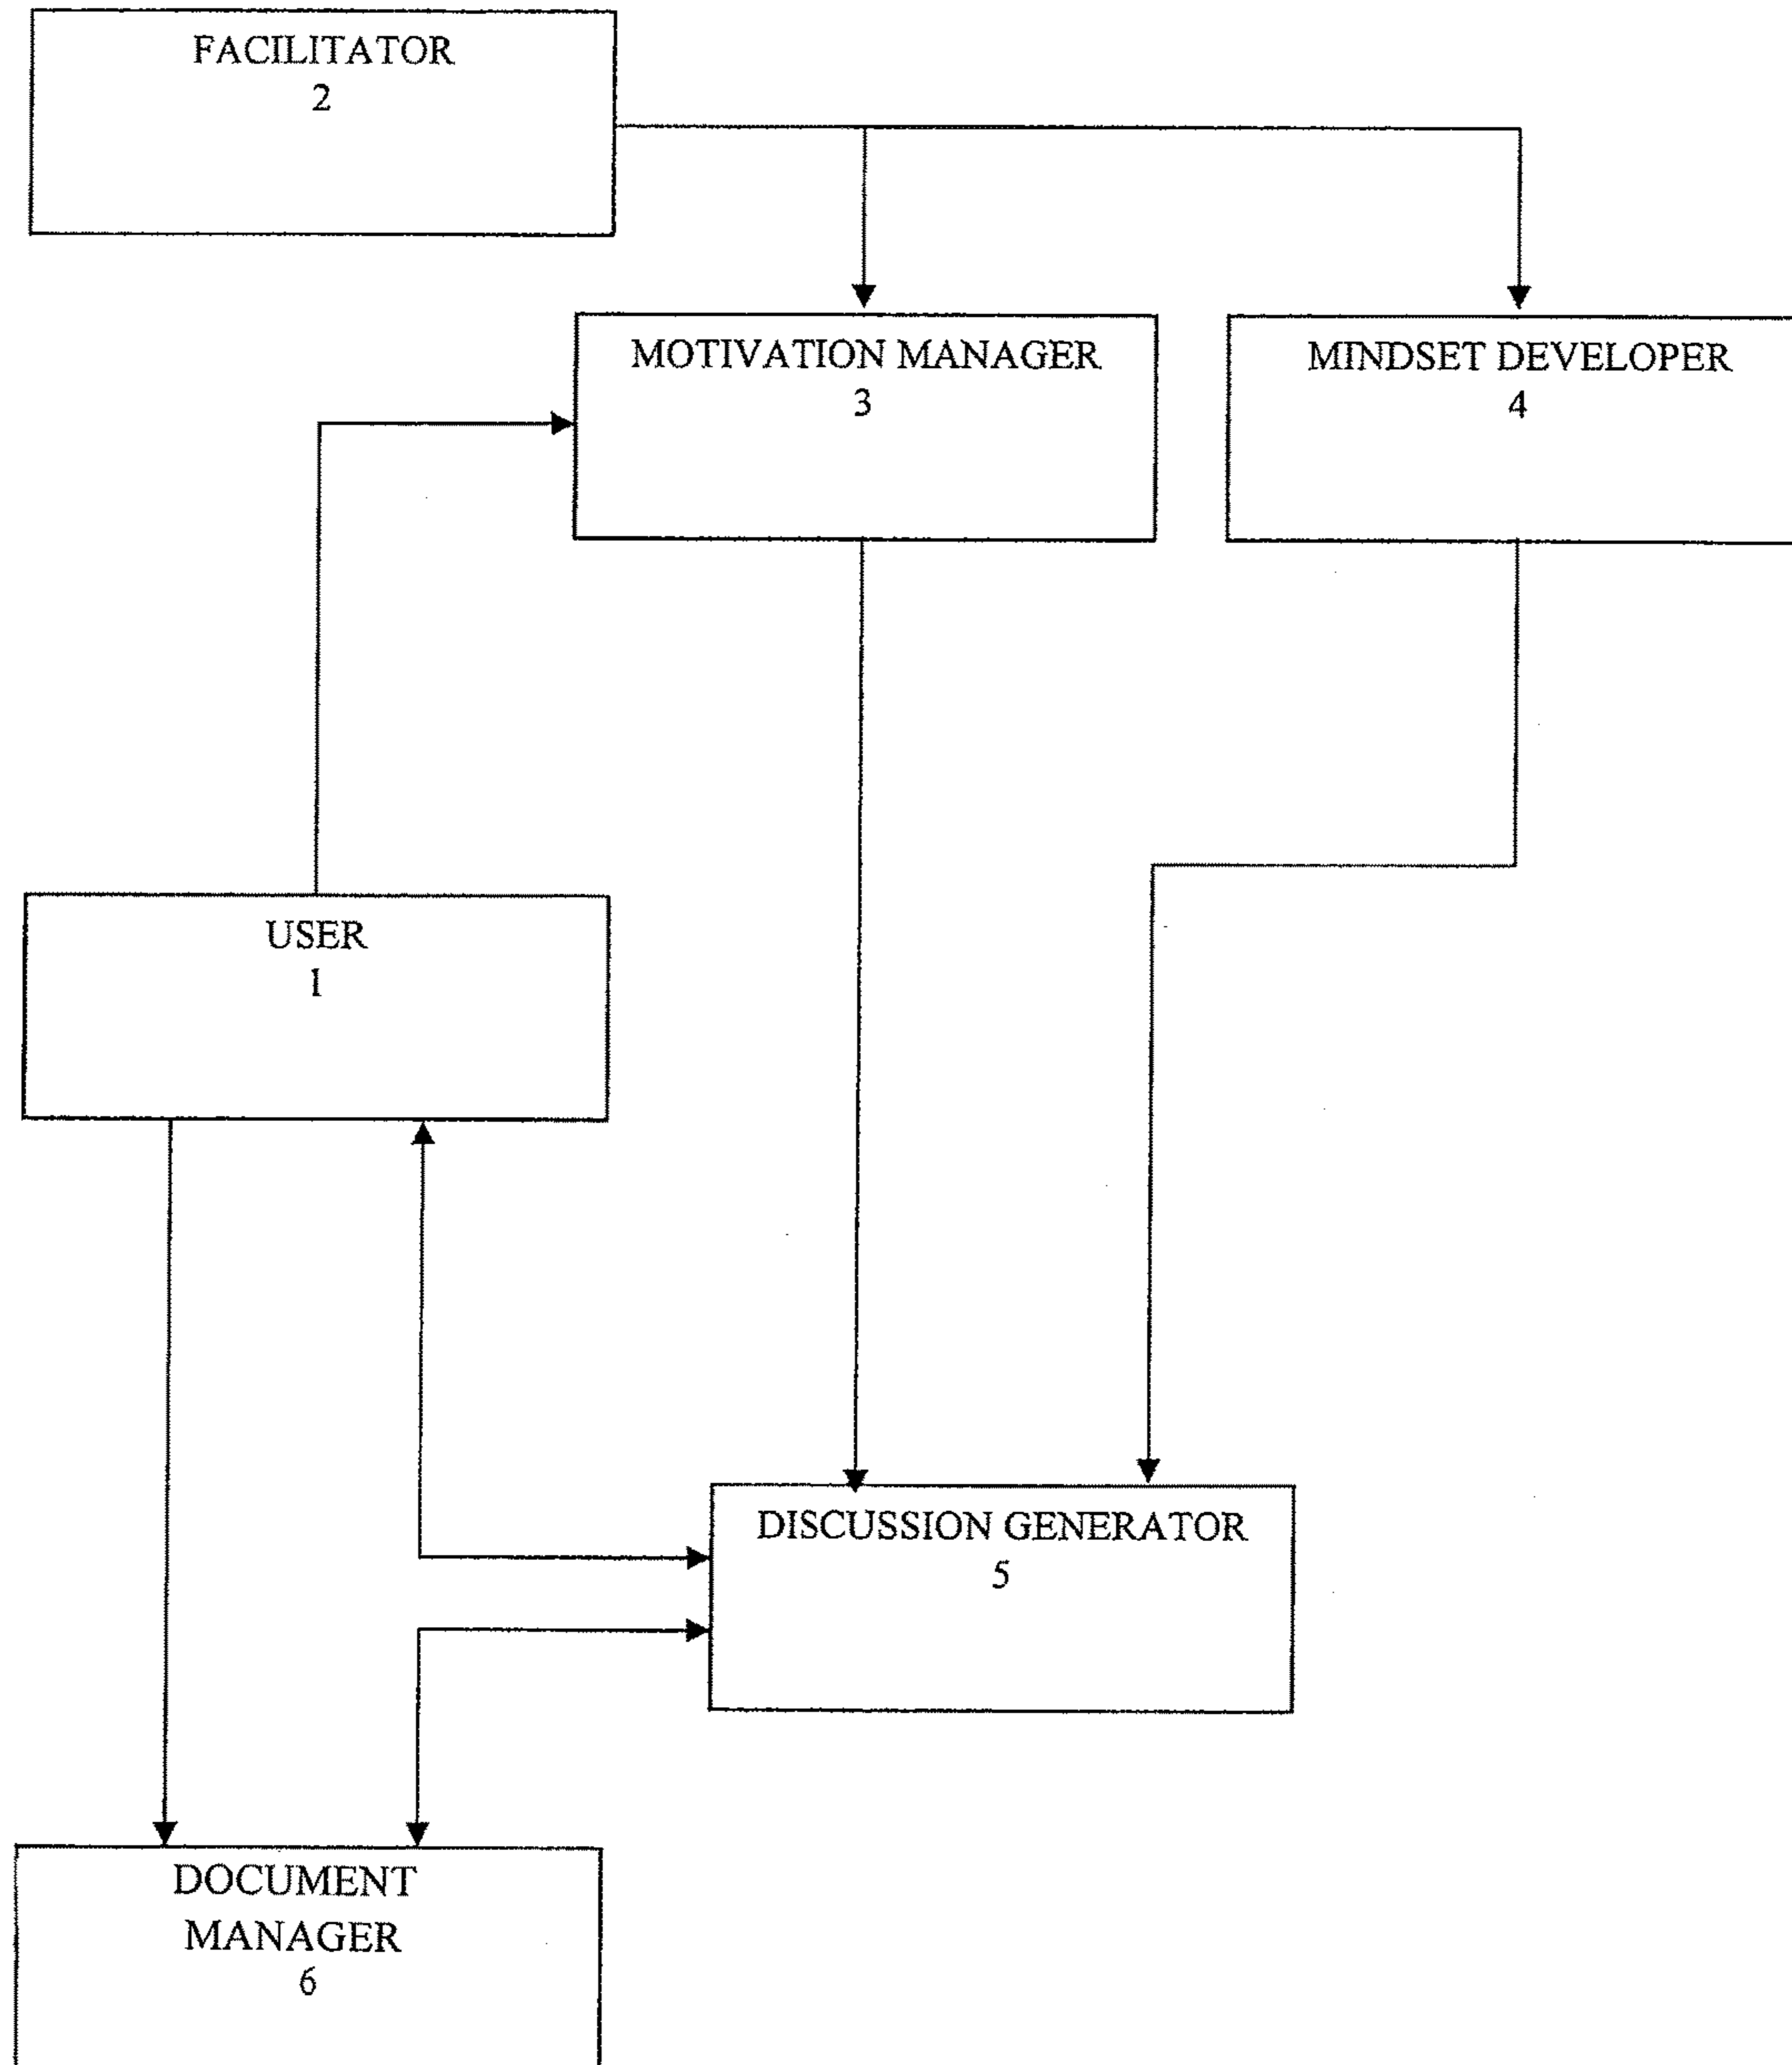 FACILITATOR
2
MOTIVATION MANAGER
3
MINDSET DEVELOPER
4
USER
1
DISCUSSION GENERATOR
5
DOCUMENT
MANAGER
6